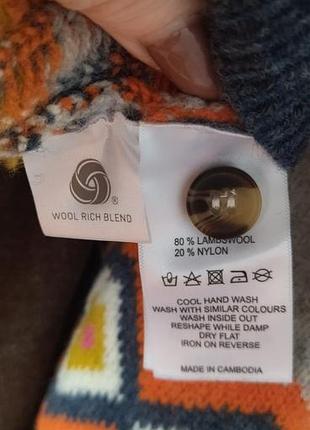 ®
WOOL RICH BLEND
80 % LAMBSWOOL
20 % NYLON
COOL HAND WASH
WASH WITH SIMILAR COLOURS
WASH INSIDE OUT
RESHAPE WHILE DAMP
DRY FLAT
IRON ON REVERSE
MADE IN CAMBODIA